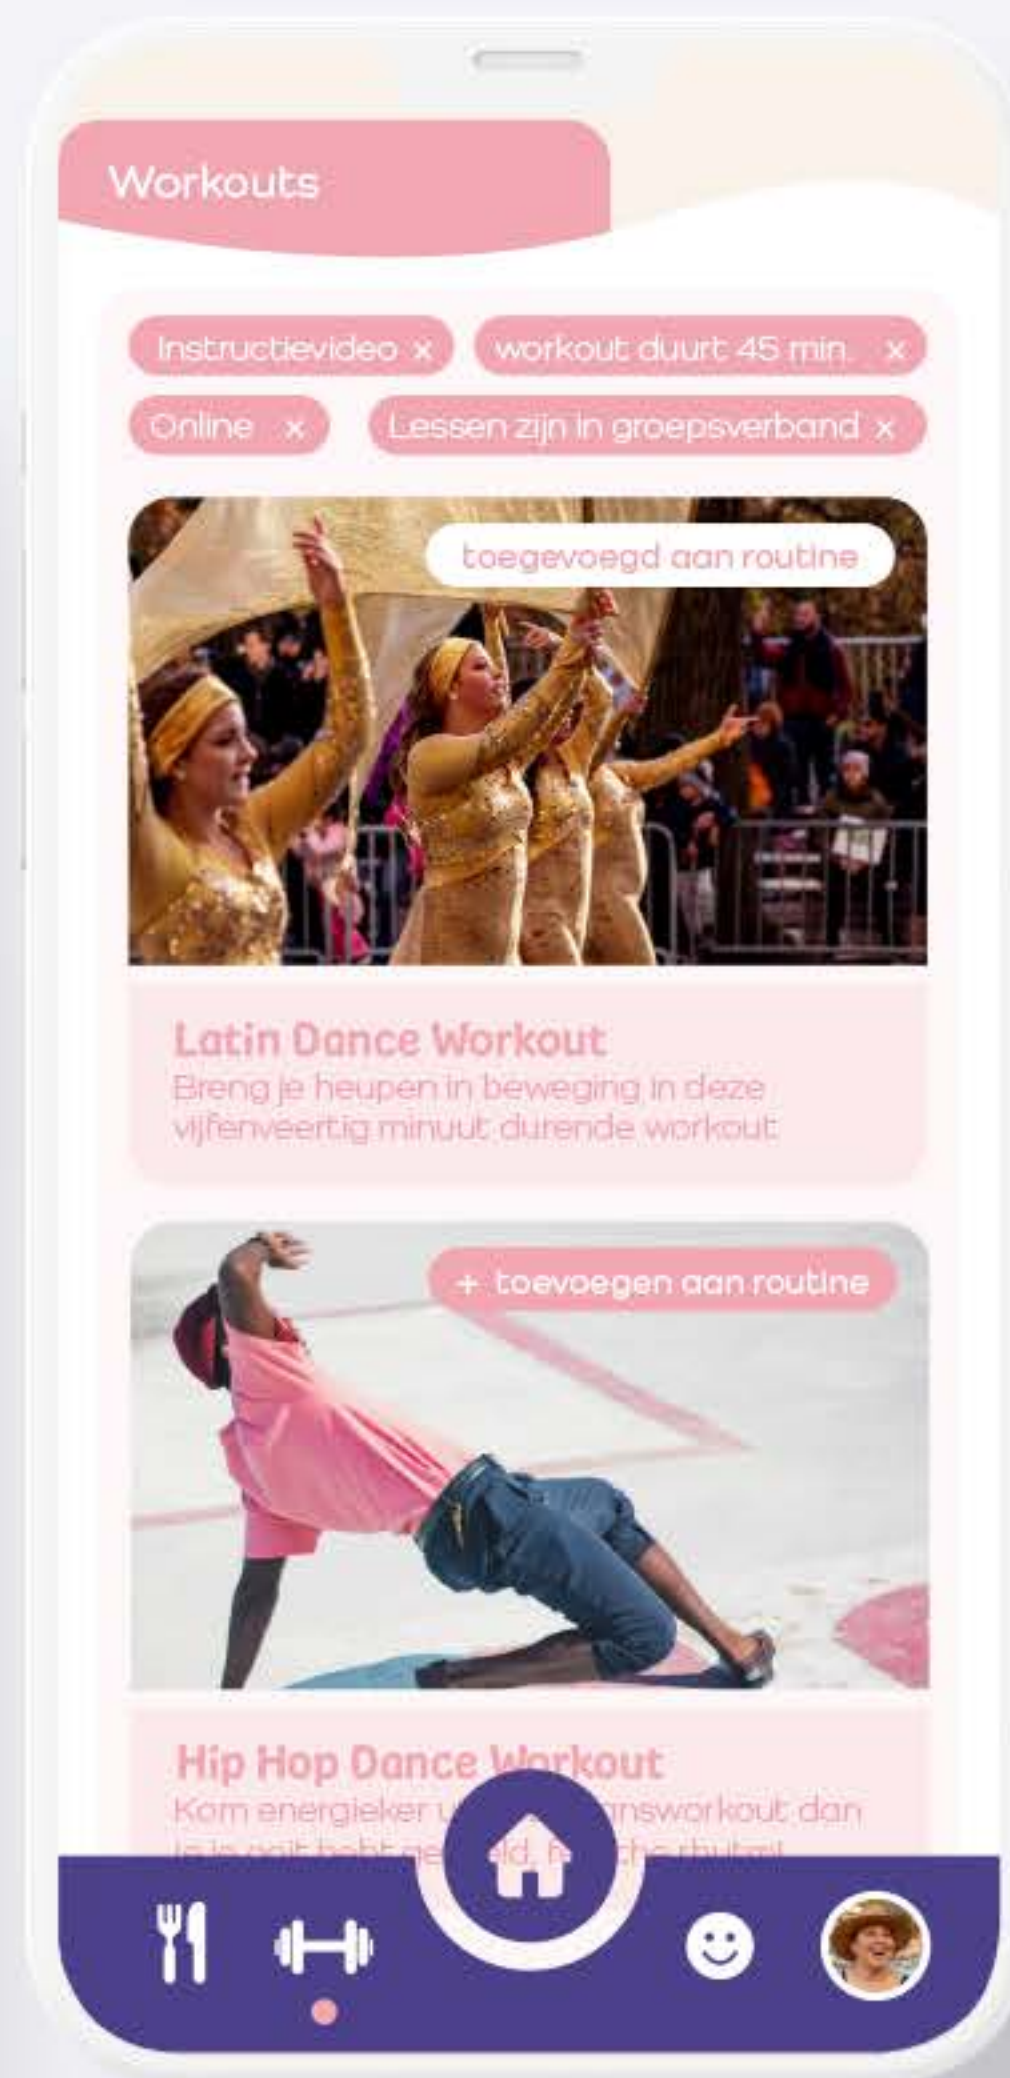 Workouts
Instructievideo x
workout duurt 45 min. x
Online x
Lessen zijn in groepsverband x
toegevoegd aan routine
Latin Dance Workout
Breng je heupen in beweging in deze
vijfenveertig minuut durende workout
+ toevoegen aan routine
Hip Hop Dance Workout
Kom energieker dan